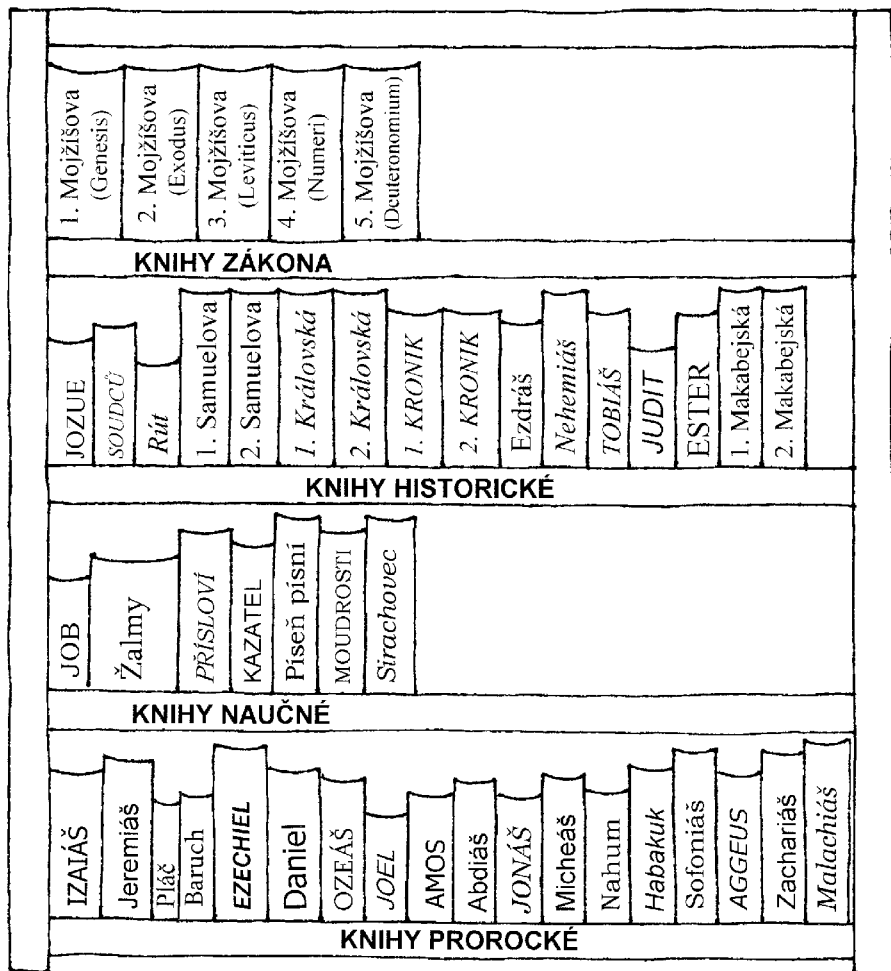 1. Mojžíšova
(Genesis)
2. Mojžíšova
(Exodus)
3. Mojžíšova
(Leviticus)
4. Mojžíšova
(Numeri)
5. Mojžíšova
(Deuteronomium)
KNIHY ZÁKONA
JOZUE
SOUDCŮ
Rút
1. Samuelova
2. Samuelova
1. Královská
2. Královská
1. KRONIK
2. KRONIK
Ezdráš
Nehemiáš
TOBIÁŠ
JUDIT
ESTER
1. Makabejská
2. Makabejská
KNIHY HISTORICKÉ
JOB
Žalmy
PŘÍSLOVÍ
KAZATEL
Píseň písní
MOUDROSTI
Sirachovec
KNIHY NAUČNÉ
IZAIÁŠ
Jeremiáš
Pláč
Baruch
EZECHIEL
Daniel
OZEÁŠ
JOEL
AMOS
Abdiáš
JONÁŠ
Micheáš
Nahum
Habakuk
Sofoniáš
AGGEUS
Zachariáš
Malachiáš
KNIHY PROROCKÉ